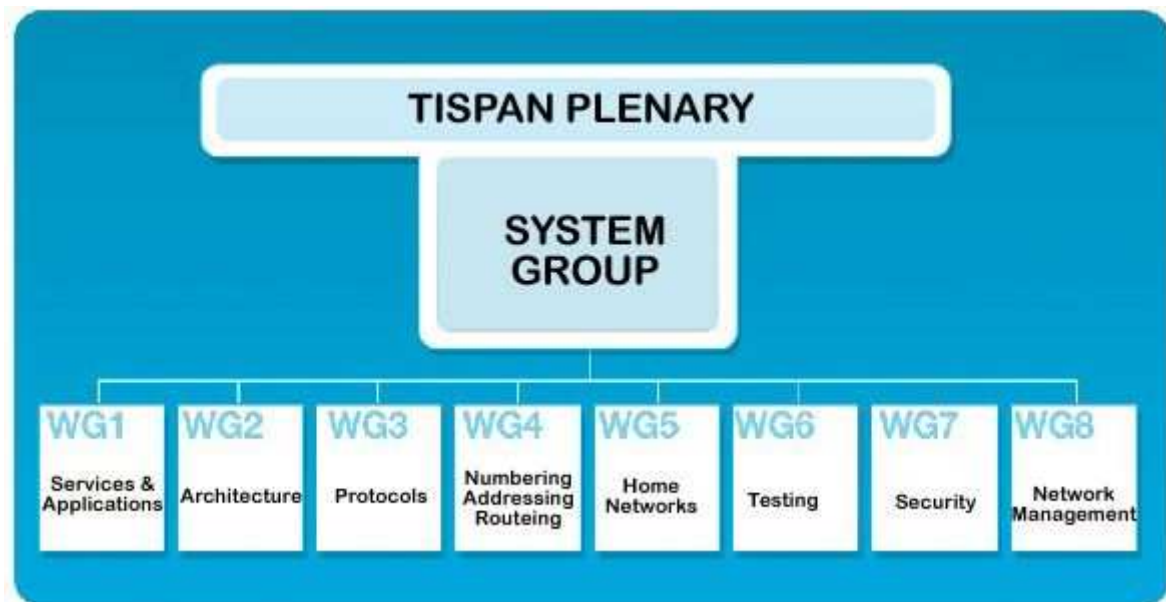 TISPAN PLENARY
SYSTEM
GROUP
WG1
Services &
Applications
WG2
Architecture
WG3
Protocols
WG4
Numbering
Addressing
Routeing
WG5
Home
Networks
WG6
Testing
WG7
Security
WG8
Network
Management